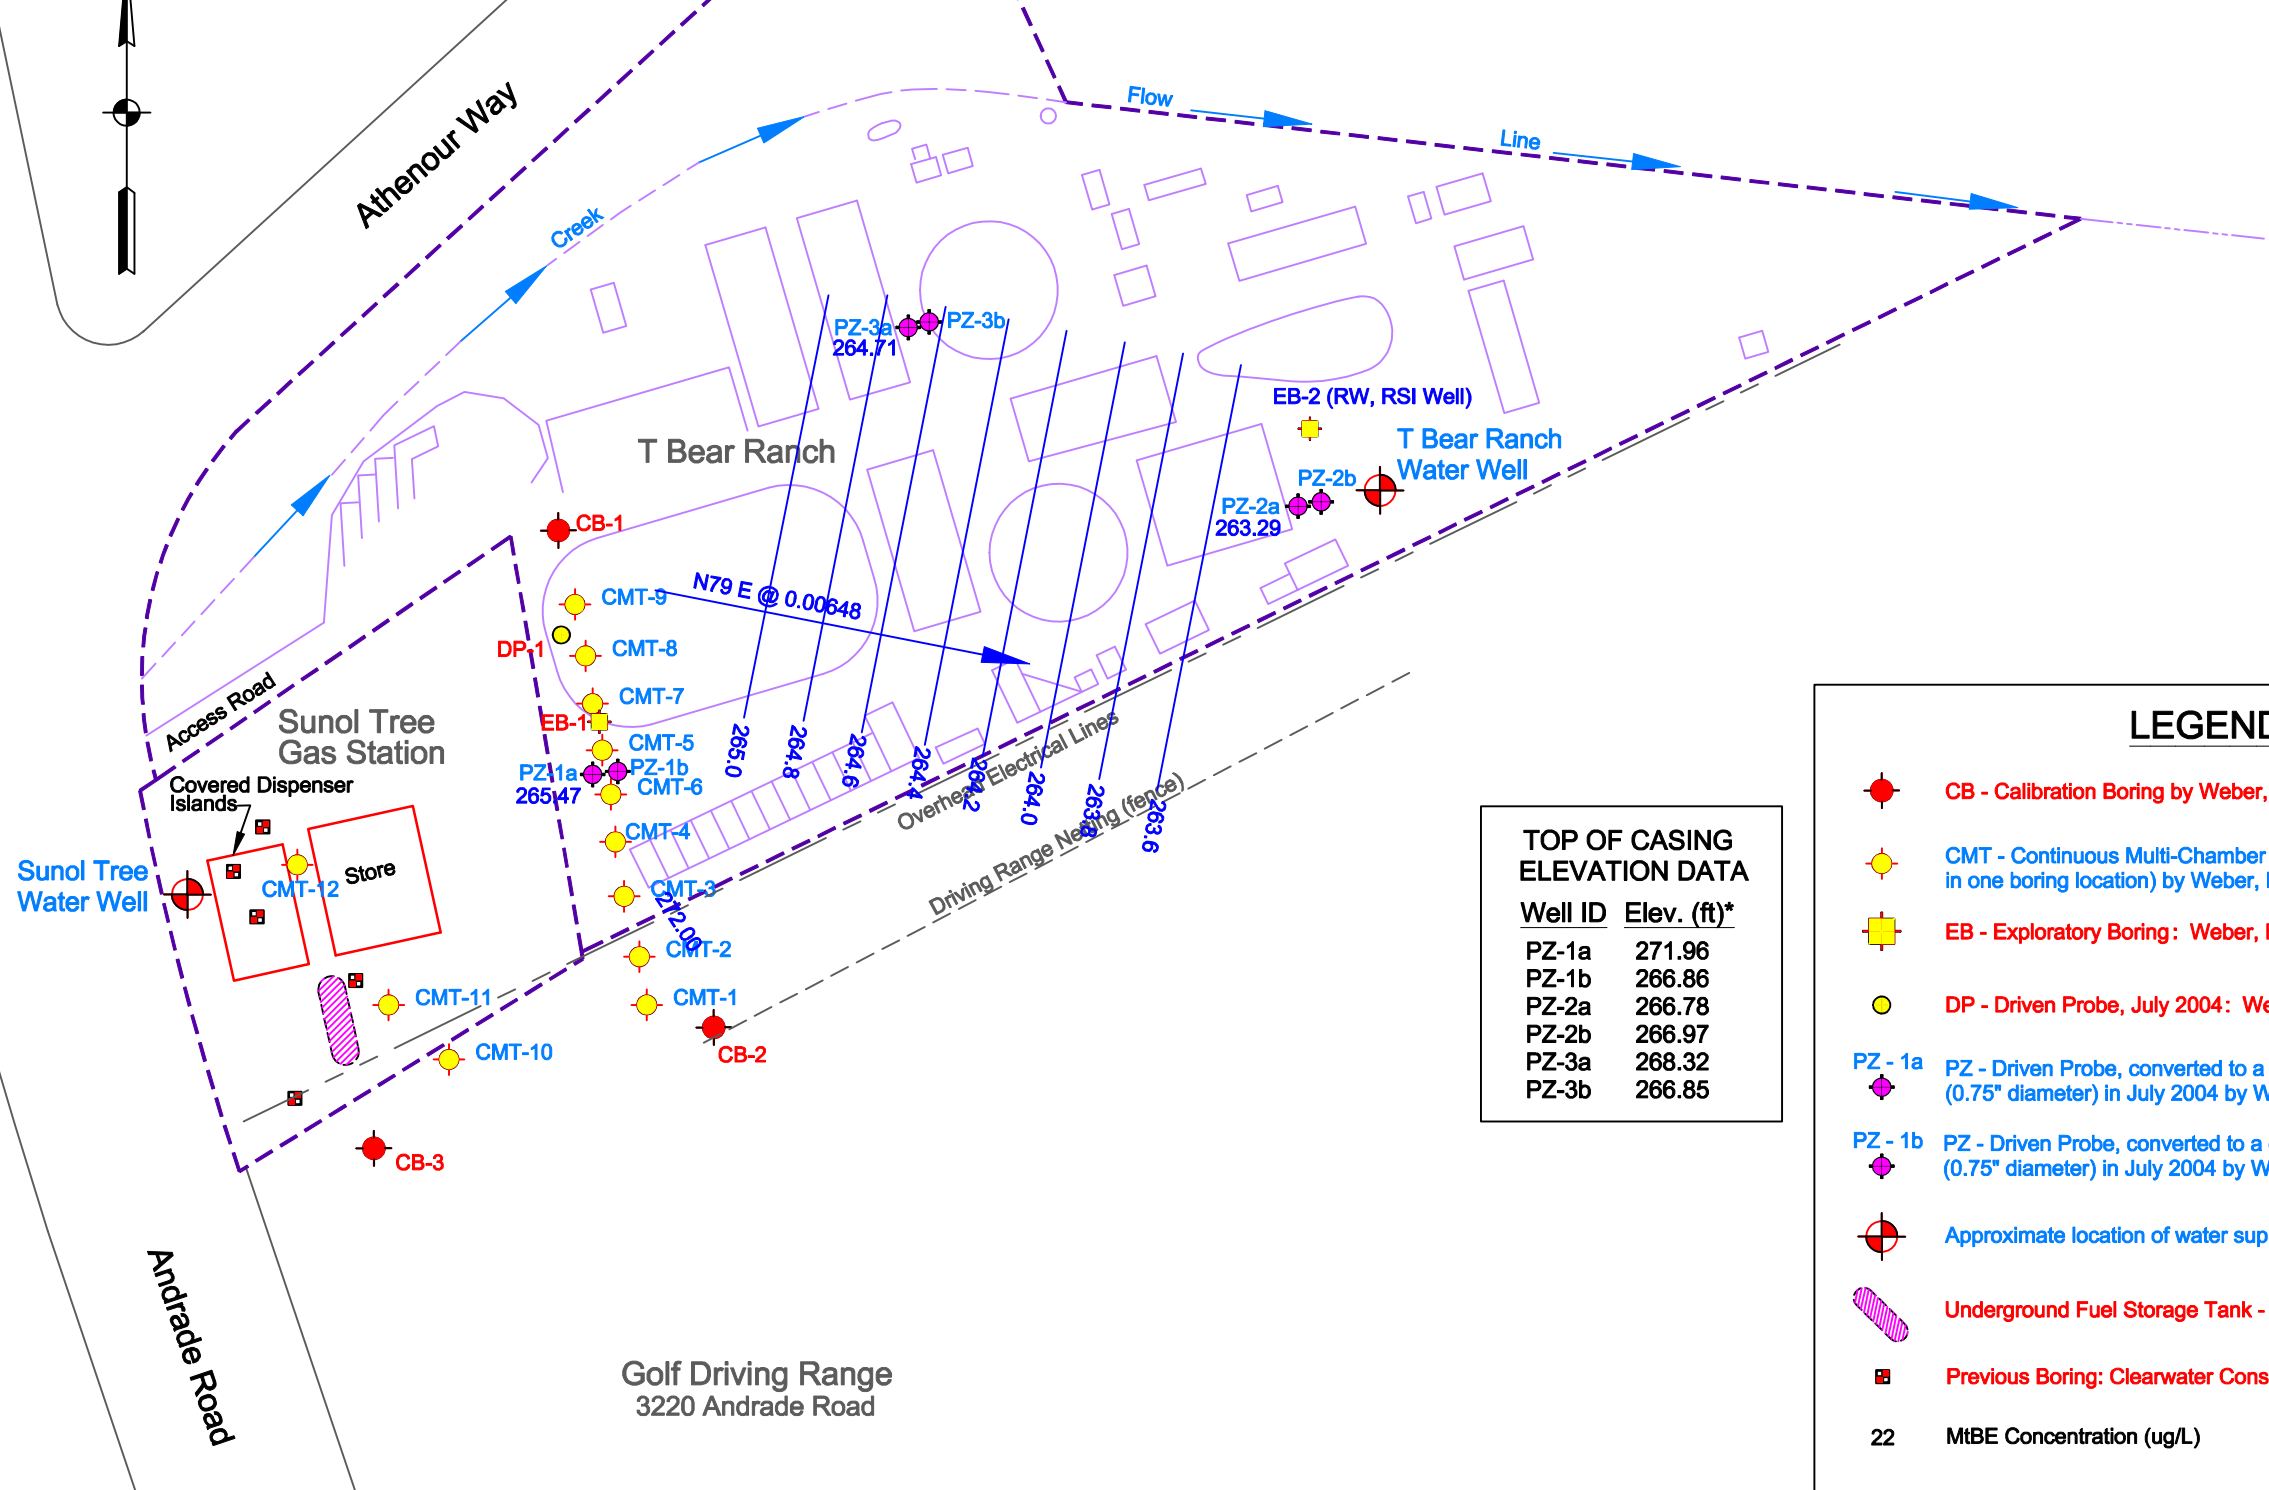 Athenour Way
Creek
Flow
Line
PZ-3a
PZ-3b
264.71
T Bear Ranch
EB-2 (RW, RSI Well)
T Bear Ranch
Water Well
PZ-2b
PZ-2a
263.29
CB-1
CMT-9
N79 E @ 0.00648
DP-1
CMT-8
CMT-7
EB-1
CMT-5
PZ-1a
PZ-1b
265.47
CMT-6
CMT-4
CMT-3
212.00
CMT-2
CMT-1
CB-2
265.0
264.8
264.6
264.4
264.2
264.0
263.8
263.6
Overhead Electrical Lines
Driving Range Netting (fence)
Access Road
Sunol Tree
Gas Station
Covered Dispenser
Islands
Store
Sunol Tree
Water Well
CMT-12
CMT-11
CMT-10
CB-3
Andrade Road
Golf Driving Range
3220 Andrade Road
TOP OF CASING
ELEVATION DATA
Well ID Elev. (ft)*
PZ-1a 271.96
PZ-1b 266.86
PZ-2a 266.78
PZ-2b 266.97
PZ-3a 268.32
PZ-3b 266.85
LEGEND
CB - Calibration Boring by Weber,
CMT - Continuous Multi-Chamber
in one boring location) by Weber,
EB - Exploratory Boring: Weber,
DP - Driven Probe, July 2004:
PZ - 1a
PZ - Driven Probe, converted to a
(0.75" diameter) in July 2004 by
PZ - 1b
PZ - Driven Probe, converted to a
(0.75" diameter) in July 2004 by
Approximate location of water
Underground Fuel Storage Tank -
Previous Boring: Clearwater
22 MtBE Concentration (ug/L)